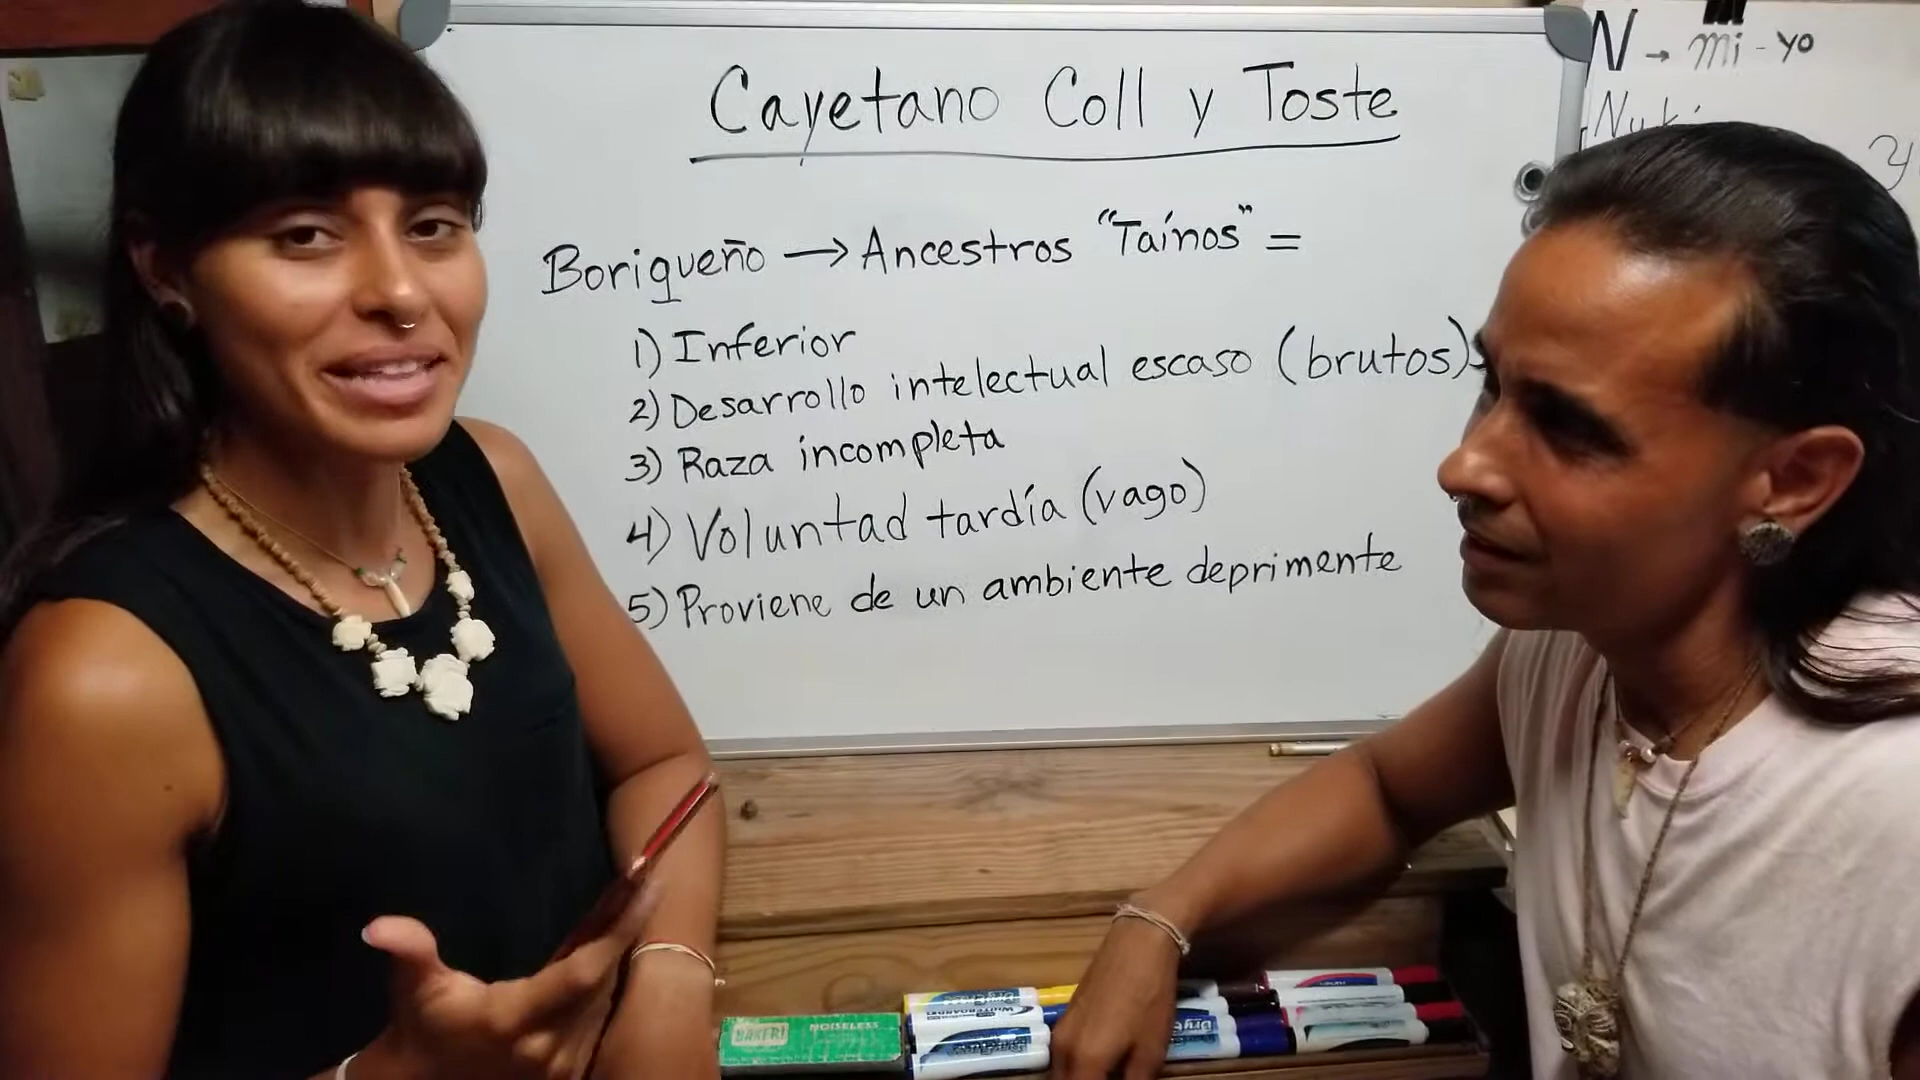 Cayetano Coll y Toste
Boriqueño → Ancestros "Taínos" =
1) Inferior
2) Desarrollo intelectual escaso (brutos)
3) Raza incompleta
4) Voluntad tardía (vago)
5) Proviene de un ambiente deprimente
N → mi - yo
NOISELESS